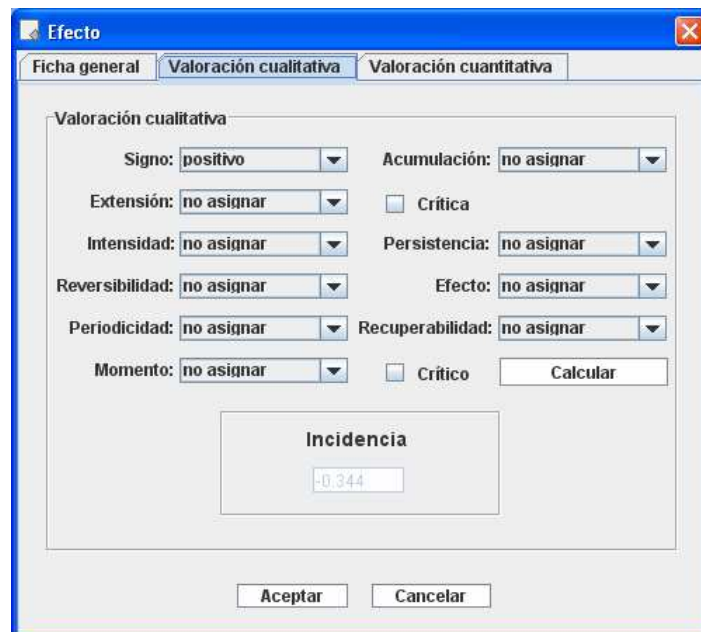 Efecto
Ficha general Valoración cualitativa Valoración cuantitativa
Valoración cualitativa
Signo: positivo Acumulación: no asignar
Extensión: no asignar Crítica
Intensidad: no asignar Persistencia: no asignar
Reversibilidad: no asignar Efecto: no asignar
Periodicidad: no asignar Recuperabilidad: no asignar
Momento: no asignar Crítico Calcular
Incidencia
-0.344
Aceptar Cancelar